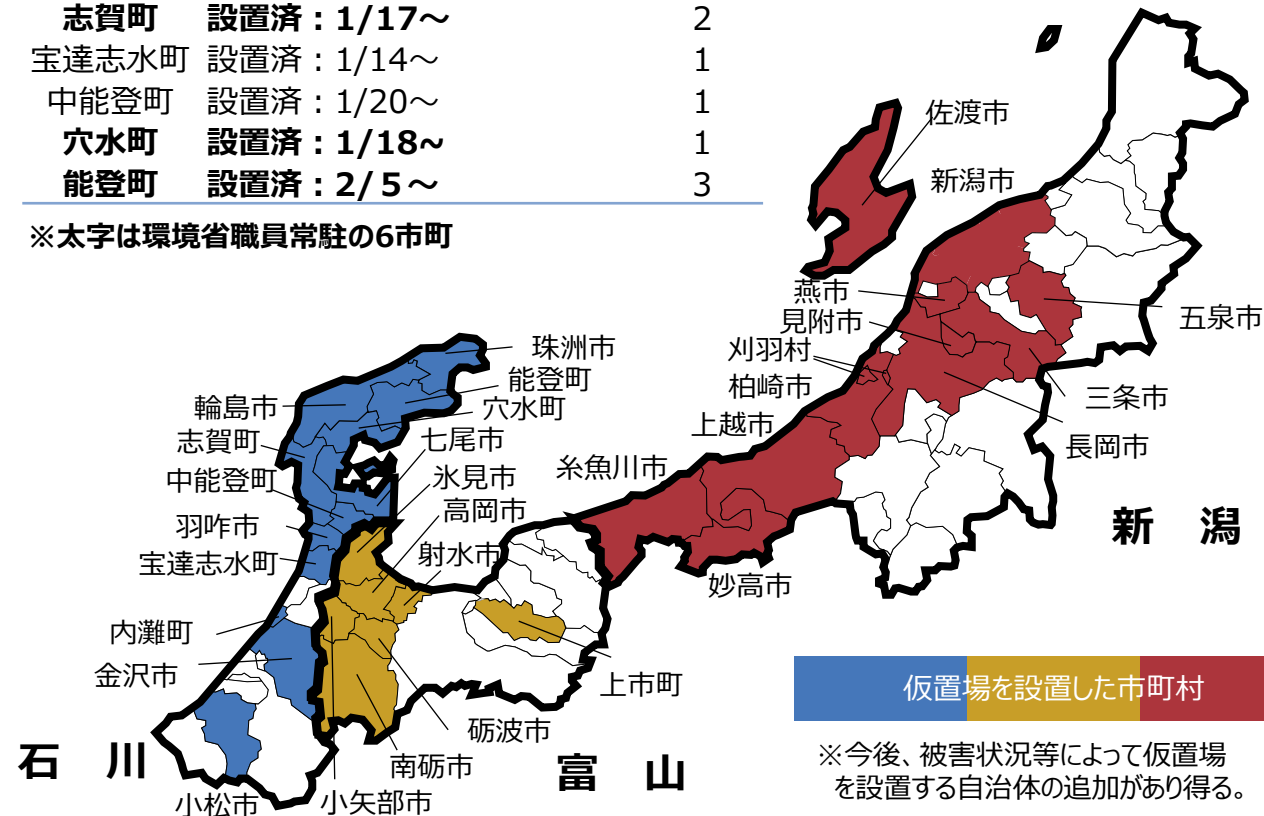 志賀町 設置済：1/17～ 2
宝達志水町 設置済：1/14～ 1
中能登町 設置済：1/20～ 1
穴水町 設置済：1/18~ 1
能登町 設置済：2/5～ 3
※太字は環境省職員常駐の6市町
佐渡市
新潟市
燕市
見附市
刈羽村
柏崎市
上越市
糸魚川市
妙高市
五泉市
三条市
長岡市
新 潟
珠洲市
能登町
穴水町
輪島市
志賀町
七尾市
中能登町
氷見市
高岡市
羽咋市
射水市
宝達志水町
内灘町
金沢市
上市町
砺波市
南砺市
小矢部市
小松市
石 川
富 山
仮置場を設置した市町村
※今後、被害状況等によって仮置場
を設置する自治体の追加があり得る。